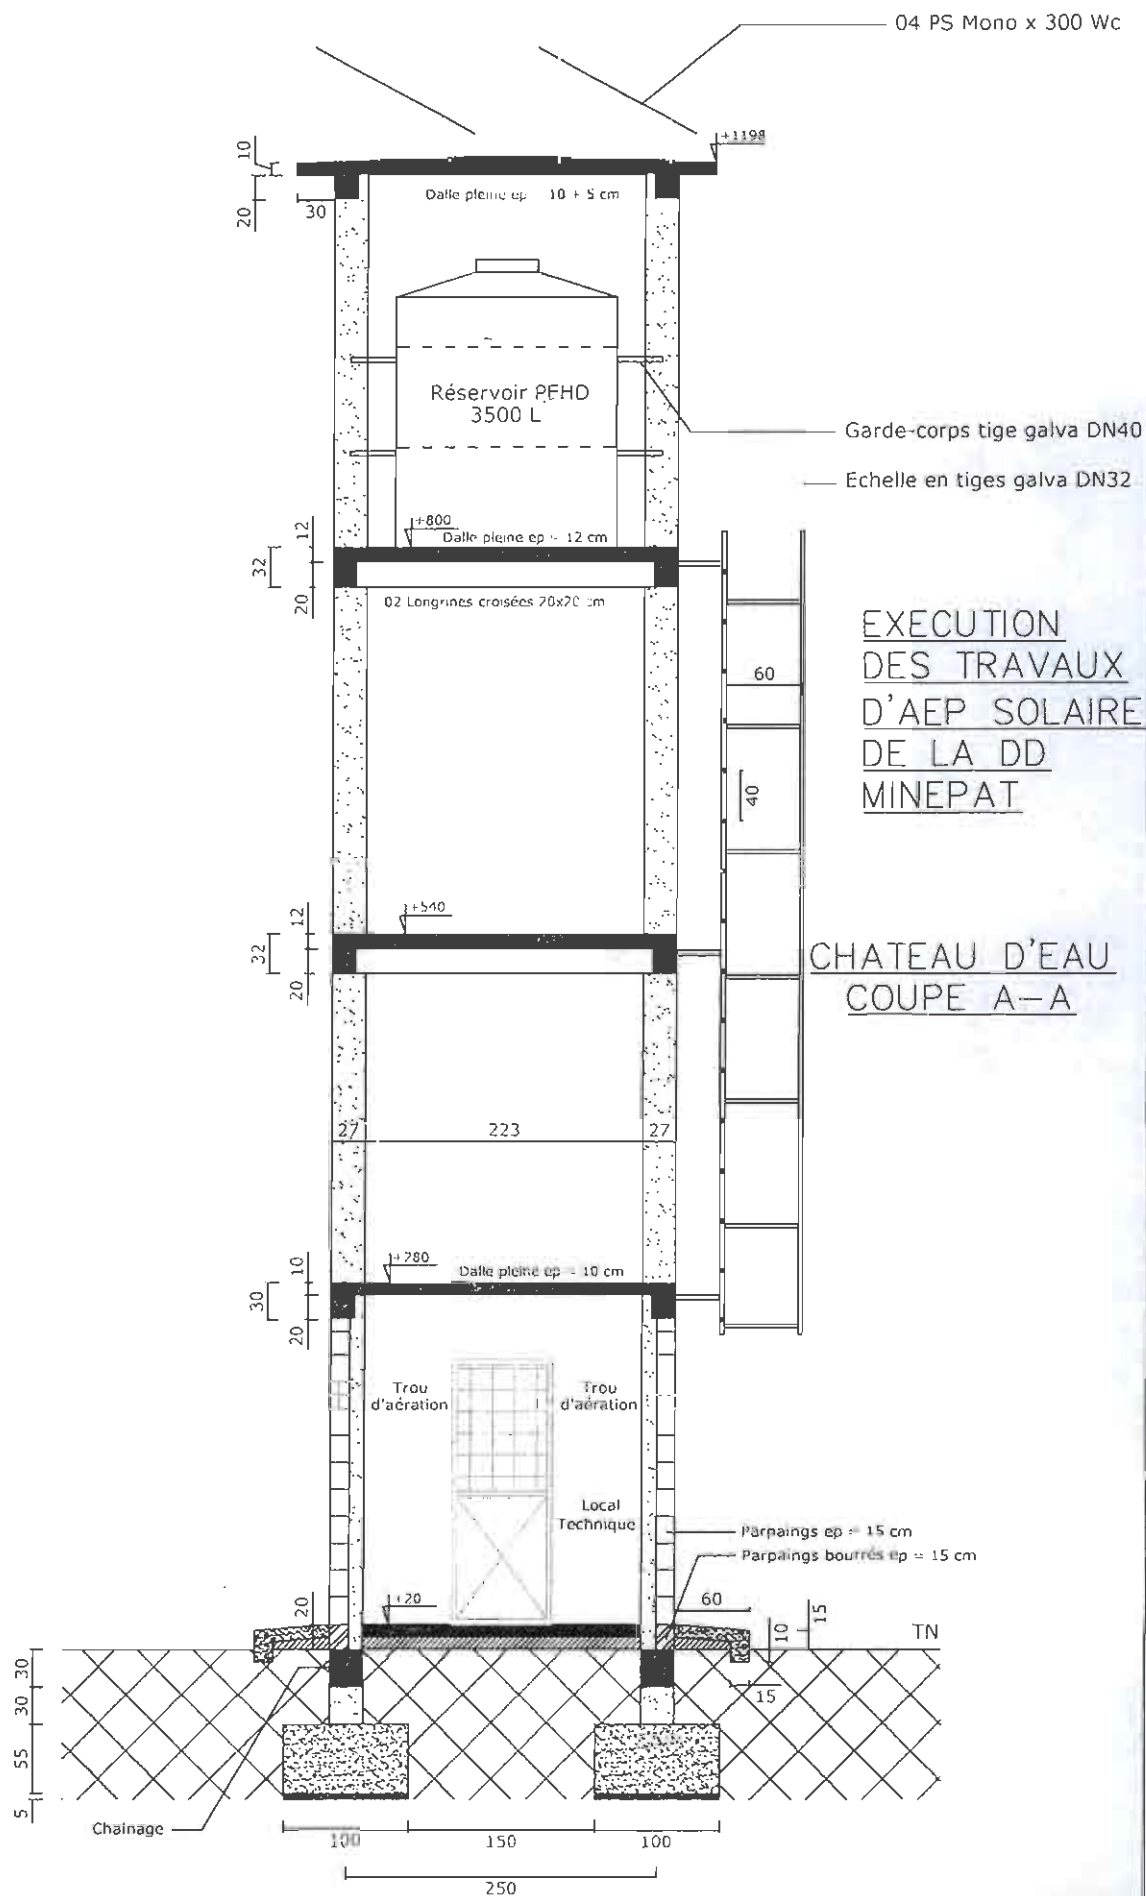 04 PS Mono x 300 Wc
+1198
10
20
30
Dalle pleine ep = 10 + 5 cm
Réservoir PEHD
3500 L
Garde-corps tige galva DN40
Echelle en tiges galva DN32
+800
Dalle pleine ep = 12 cm
12
32
20
02 Longrines croisées 20x20 cm
EXECUTION
DES TRAVAUX
D'AEP SOLAIRE
DE LA DD
MINEPAT
60
40
+540
12
32
20
CHATEAU D'EAU
COUPE A-A
27
223
27
+280
Dalle pleine ep = 10 cm
10
30
20
Trou
d'aération
Trou
d'aération
Local
Technique
Parpaings ep = 15 cm
Parpaings bourrés ep = 15 cm
+20
20
60
10
15
TN
15
30
30
55
5
Chainage
100
150
100
250